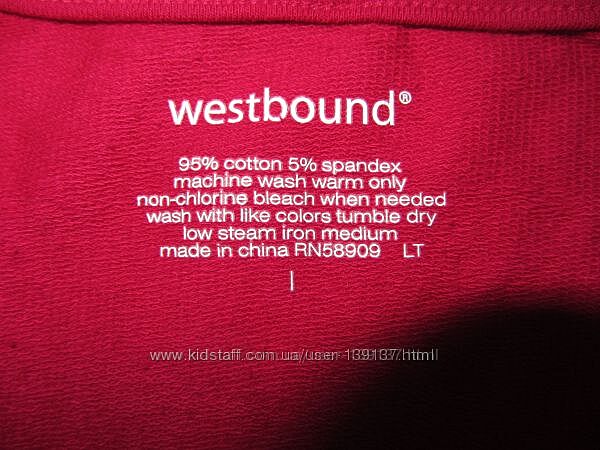 westbound®
95% cotton 5% spandex
machine wash warm only
non-chlorine bleach when needed
wash with like colors tumble dry
low steam iron medium
made in china RN58909 LT
l
www.kidstaff.com.ua/user-139137.html